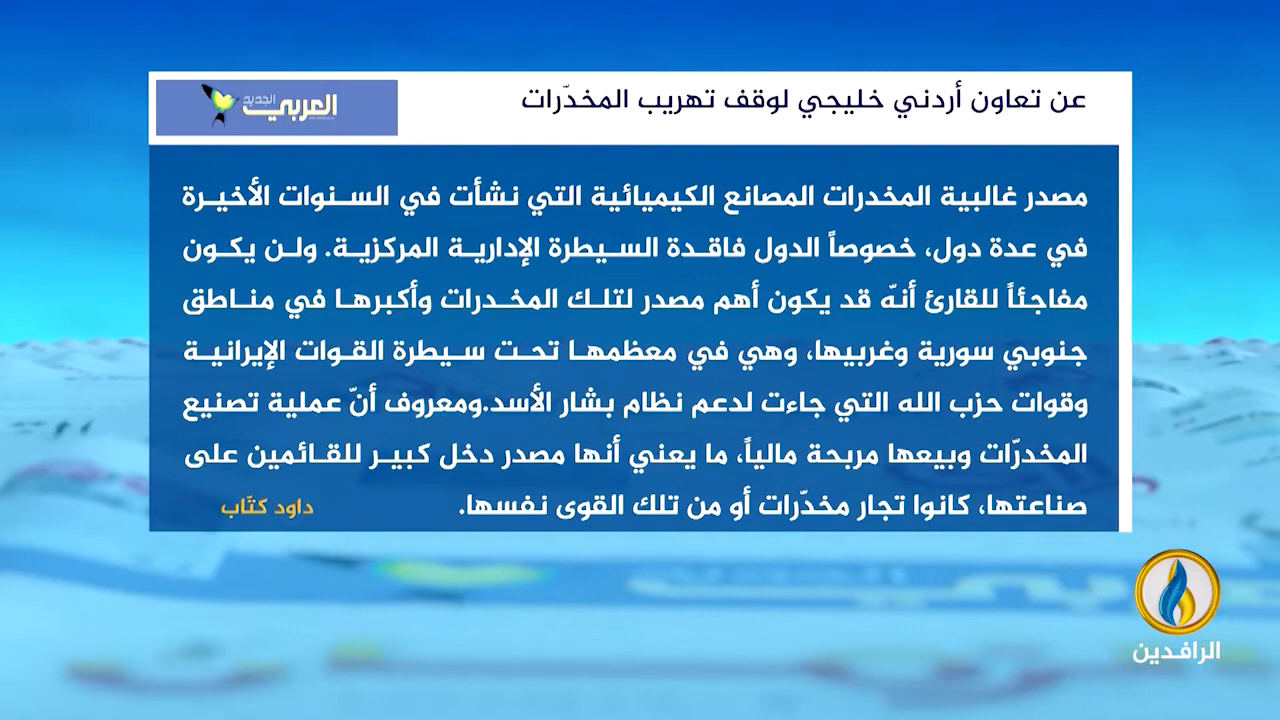 عن تعاون أردني خليجي لوقف تهريب المخدّرات
العربي الجديد
مصدر غالبية المخدرات المصانع الكيميائية التي نشأت في السنوات الأخيرة
في عدة دول، خصوصاً الدول فاقدة السيطرة الإدارية المركزية. ولن يكون
مفاجئاً للقارئ أنهّ قد يكون أهم مصدر لتلك المخدرات وأكبرها في مناطق
جنوبي سورية وغربيها، وهي في معظمها تحت سيطرة القوات الإيرانية
وقوات حزب الله التي جاءت لدعم نظام بشار الأسد.ومعروف أنّ عملية تصنيع
المخدرّات وبيعها مربحة مالياً، ما يعني أنها مصدر دخل كبير للقائمين على
صناعتها، كانوا تجار مخدّرات أو من تلك القوى نفسها.
داود كتّاب
الرافدين